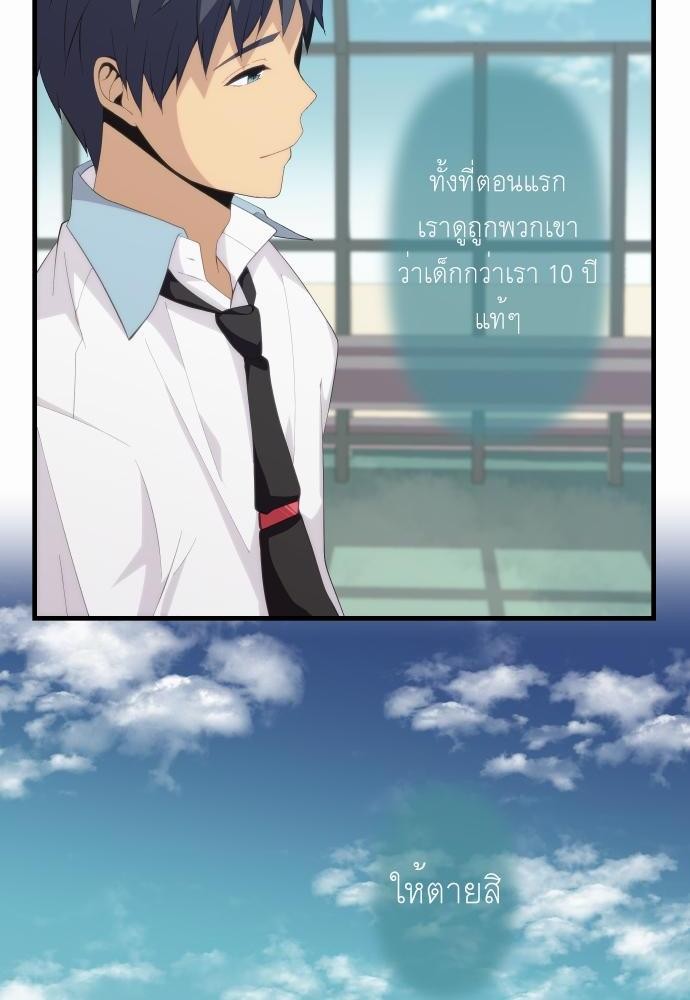 ทั้งที่ตอนแรก
เราดูถูกพวกเขา
ว่าเด็กกว่าเรา 10 ปี
แท้ๆ
ให้ตายสิ